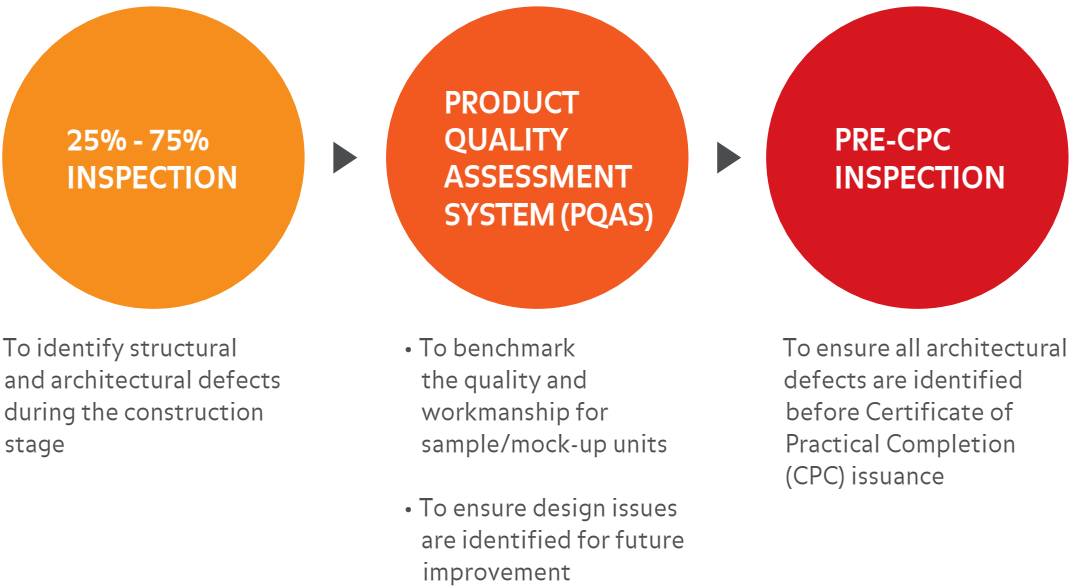 25% - 75%
INSPECTION
PRODUCT
QUALITY
ASSESSMENT
SYSTEM (PQAS)
PRE-CPC
INSPECTION
To identify structural
and architectural defects
during the construction
stage
• To benchmark
the quality and
workmanship for
sample/mock-up units
• To ensure design issues
are identified for future
improvement
To ensure all architectural
defects are identified
before Certificate of
Practical Completion
(CPC) issuance